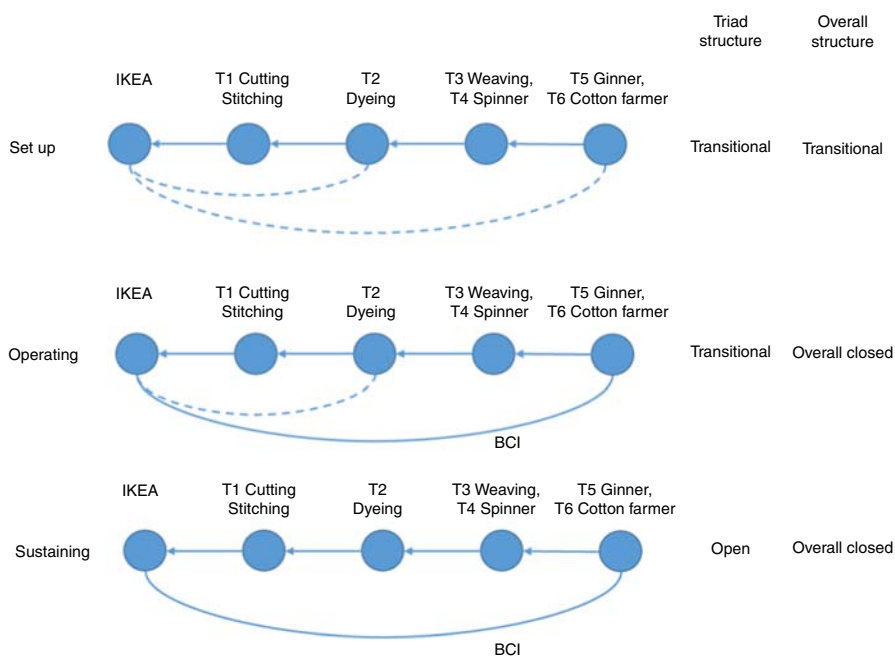 Triad
structure
Overall
structure
IKEA
T1 Cutting
Stitching
T2
Dyeing
T3 Weaving,
T4 Spinner
T5 Ginner,
T6 Cotton farmer
Set up
Transitional
Transitional
IKEA
T1 Cutting
Stitching
T2
Dyeing
T3 Weaving,
T4 Spinner
T5 Ginner,
T6 Cotton farmer
Operating
Transitional
Overall closed
BCI
IKEA
T1 Cutting
Stitching
T2
Dyeing
T3 Weaving,
T4 Spinner
T5 Ginner,
T6 Cotton farmer
Sustaining
Open
Overall closed
BCI